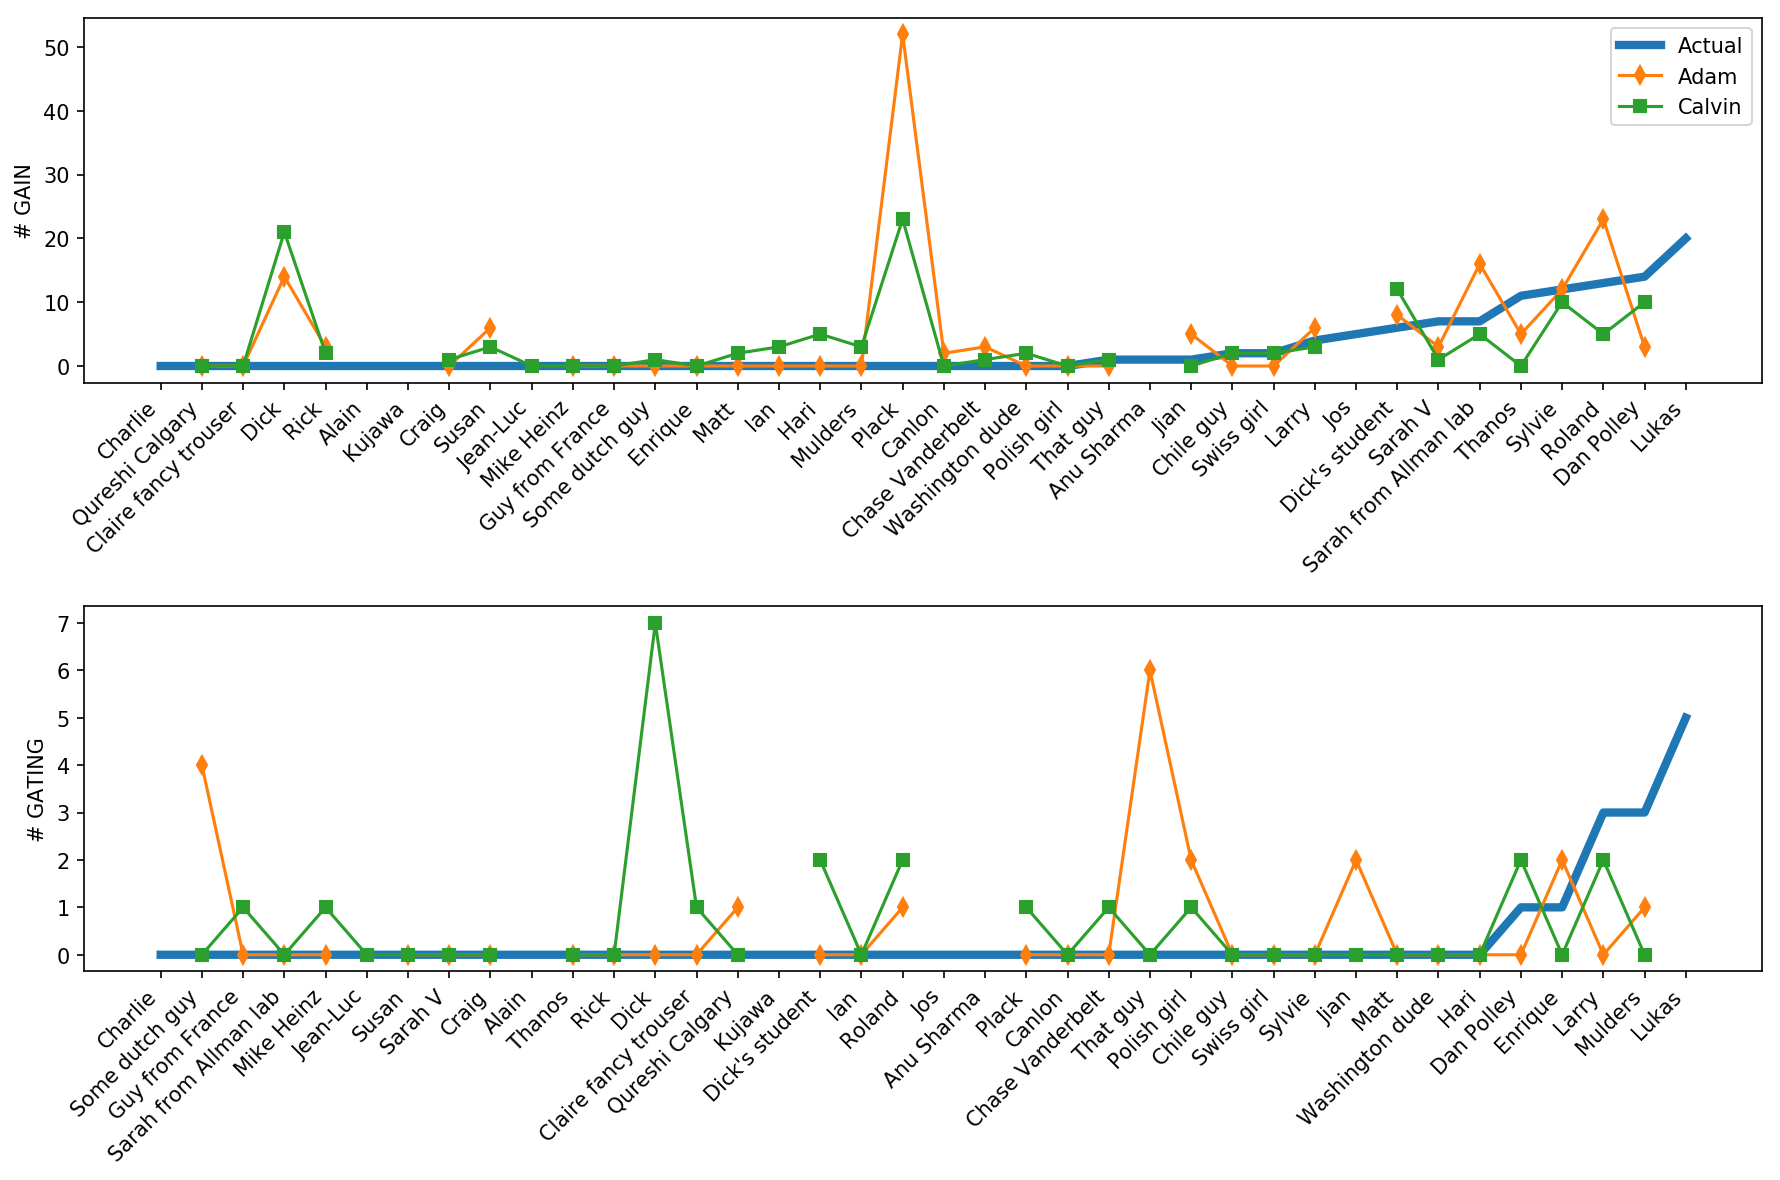 # GAIN
50
40
30
20
10
0
Actual
Adam
Calvin
Charlie
Qureshi Calgary
Claire fancy trouser
Dick
Rick
Alain
Kujawa
Craig
Susan
Jean-Luc
Mike Heinz
Guy from France
Some dutch guy
Enrique
Matt
Ian
Hari
Mulders
Plack
Canlon
Chase Vanderbelt
Washington dude
Polish girl
That guy
Anu Sharma
Jian
Chile guy
Swiss girl
Larry
Jos
Dick's student
Sarah V
Sarah from Allman lab
Thanos
Sylvie
Roland
Dan Polley
Lukas
# GATING
7
6
5
4
3
2
1
0
Charlie
Some dutch guy
Guy from France
Sarah from Allman lab
Mike Heinz
Jean-Luc
Susan
Sarah V
Craig
Alain
Thanos
Rick
Dick
Claire fancy trouser
Qureshi Calgary
Kujawa
Dick's student
Ian
Roland
Jos
Anu Sharma
Plack
Canlon
Chase Vanderbelt
That guy
Polish girl
Chile guy
Swiss girl
Sylvie
Jian
Matt
Washington dude
Hari
Dan Polley
Enrique
Larry
Mulders
Lukas